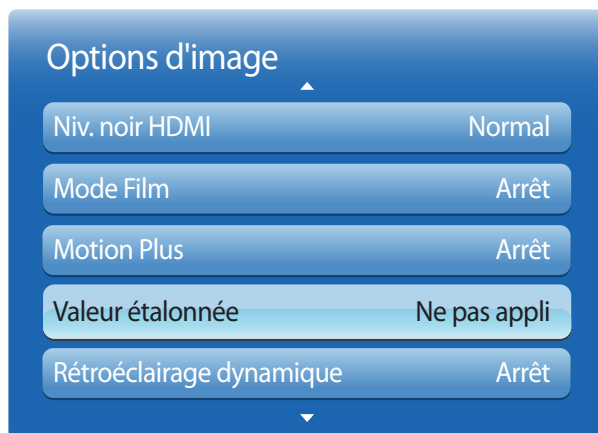 Options d'image
Niv. noir HDMI Normal
Mode Film Arrêt
Motion Plus Arrêt
Valeur étalonnée Ne pas appli
Rétroéclairage dynamique Arrêt